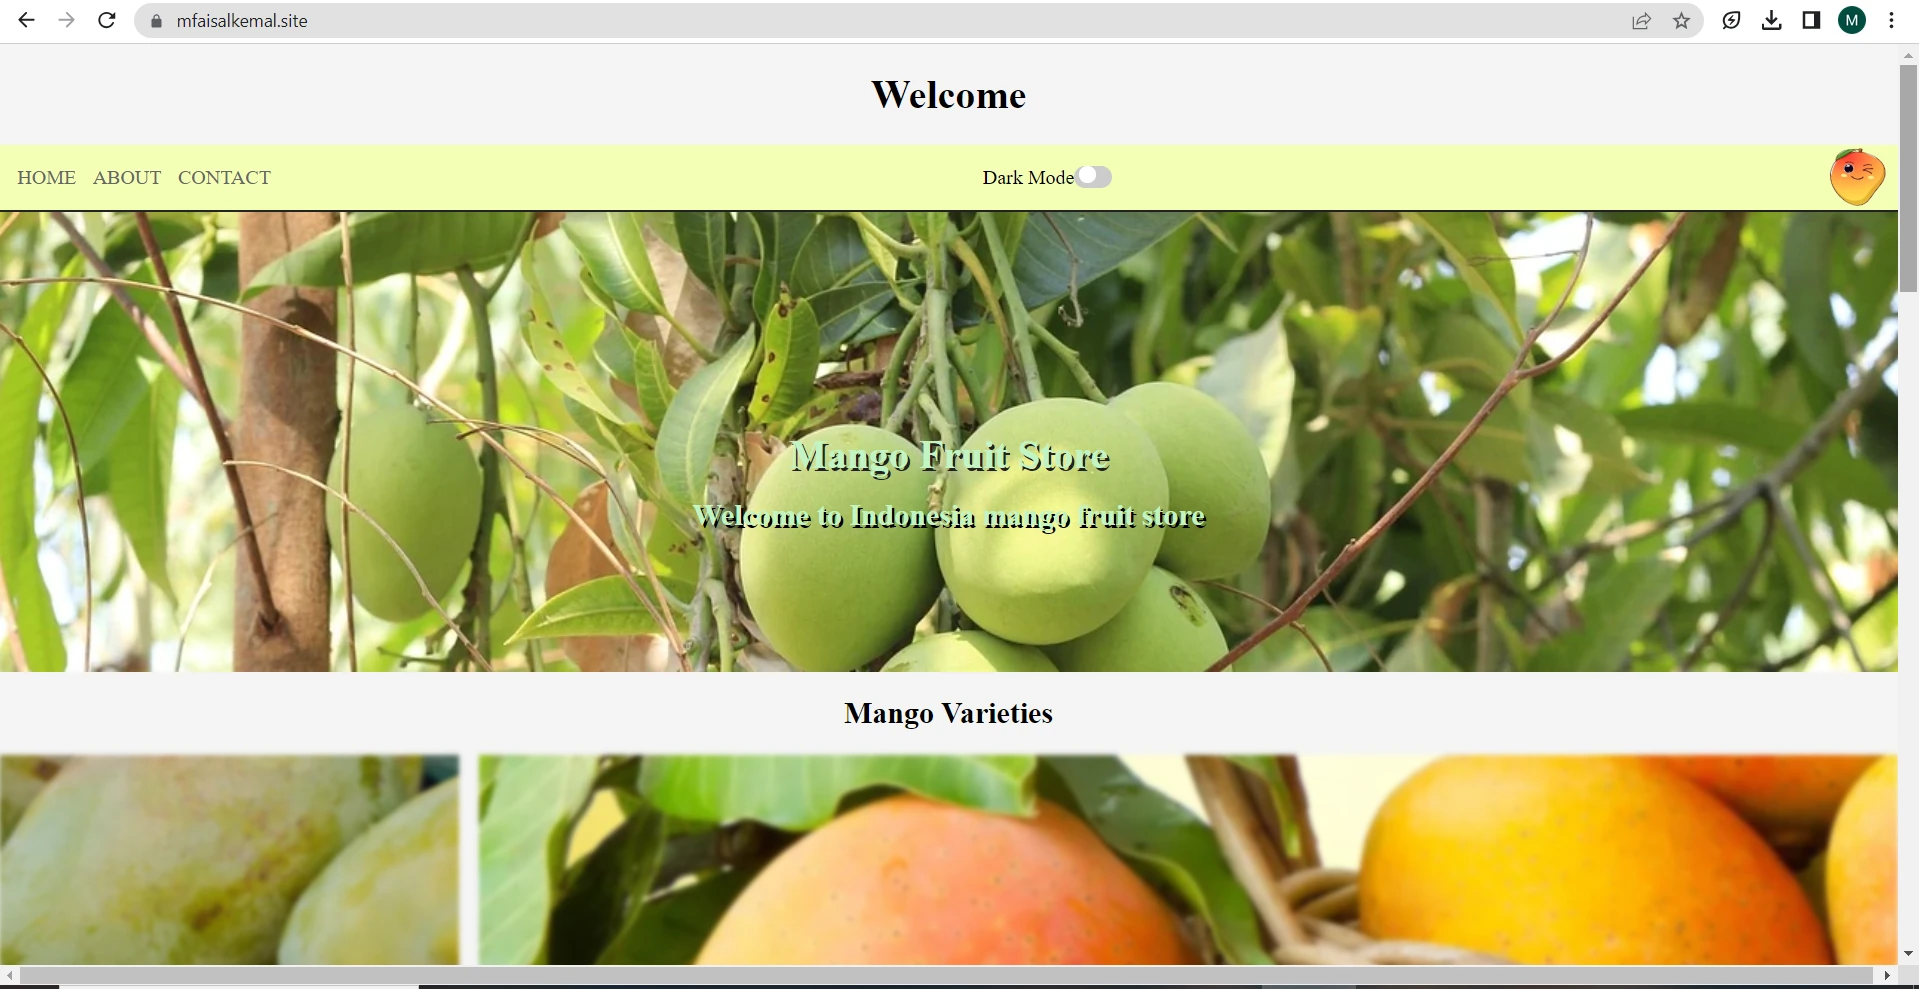 mfaisalkemal.site
M
Welcome
HOME ABOUT CONTACT Dark Mode
Mango Fruit Store
Welcome to Indonesia mango fruit store
Mango Varieties